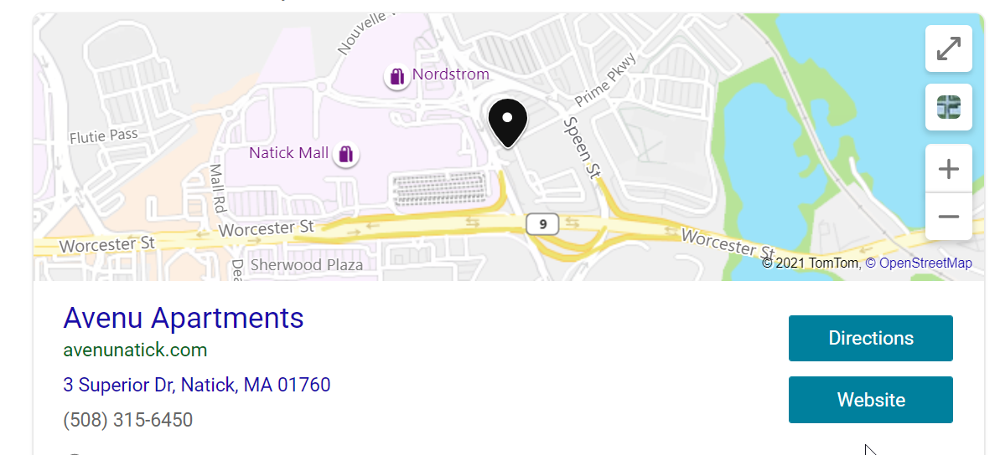 Nouvelle
Nordstrom
Prime Pkwy
Flutie Pass
Speen St
Natick Mall
Mall Rd
Worcester St
9
Worcester St
Worcester St
Sherwood Plaza
© 2021 TomTom, © OpenStreetMap
Avenu Apartments
avenunatick.com
3 Superior Dr, Natick, MA 01760
(508) 315-6450
Directions
Website